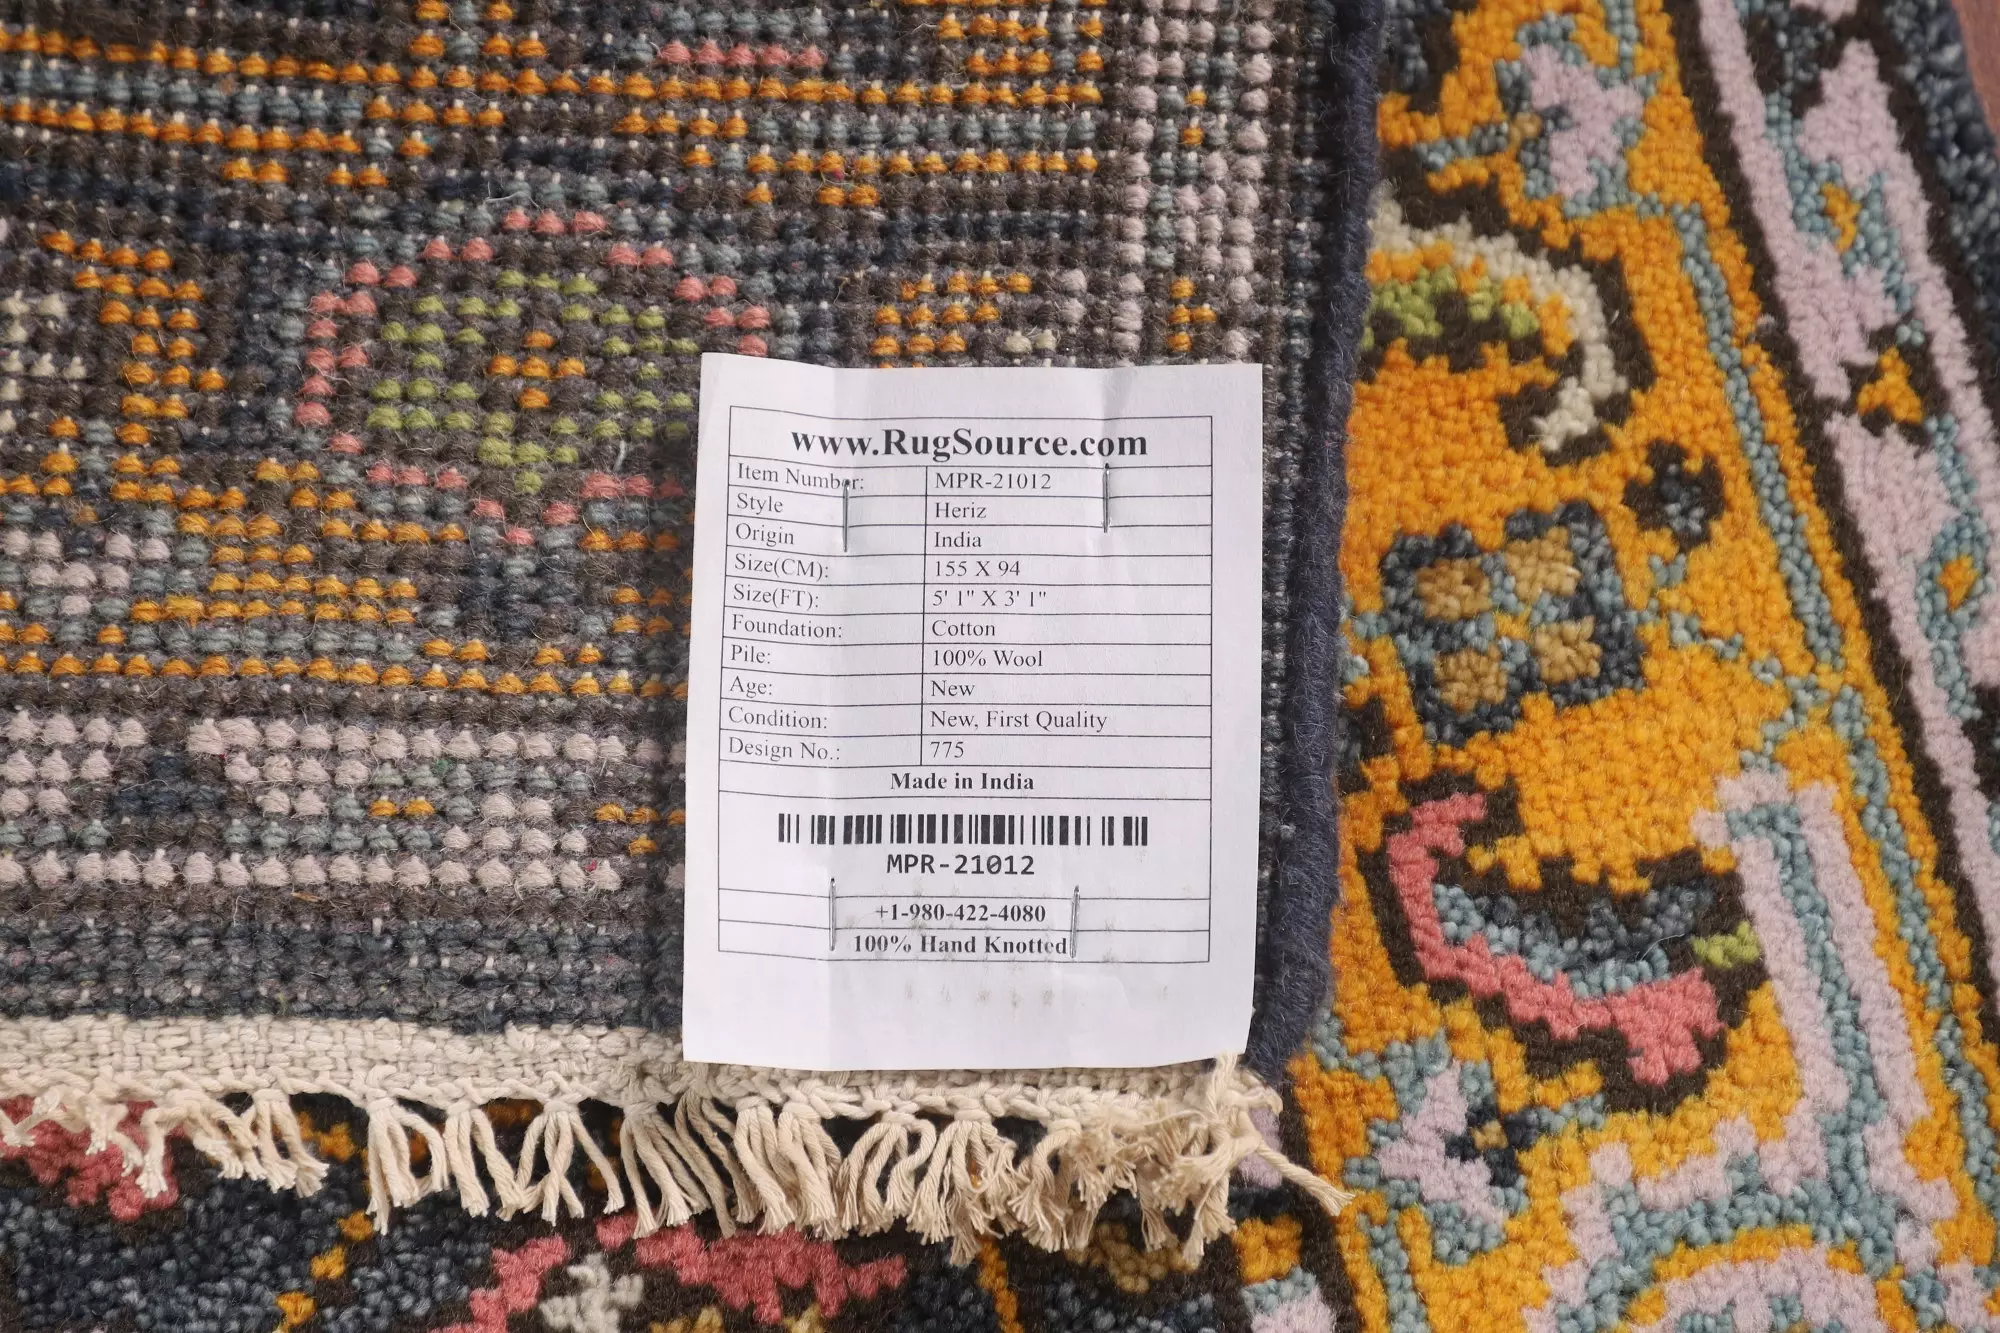 www.RugSource.com
Item Number: MPR-21012
Style Heriz
Origin India
Size(CM): 155 X 94
Size(FT): 5' 1" X 3' 1"
Foundation: Cotton
Pile: 100% Wool
Age: New
Condition: New, First Quality
Design No.: 775
Made in India
MPR-21012
+1-980-422-4080
100% Hand Knotted